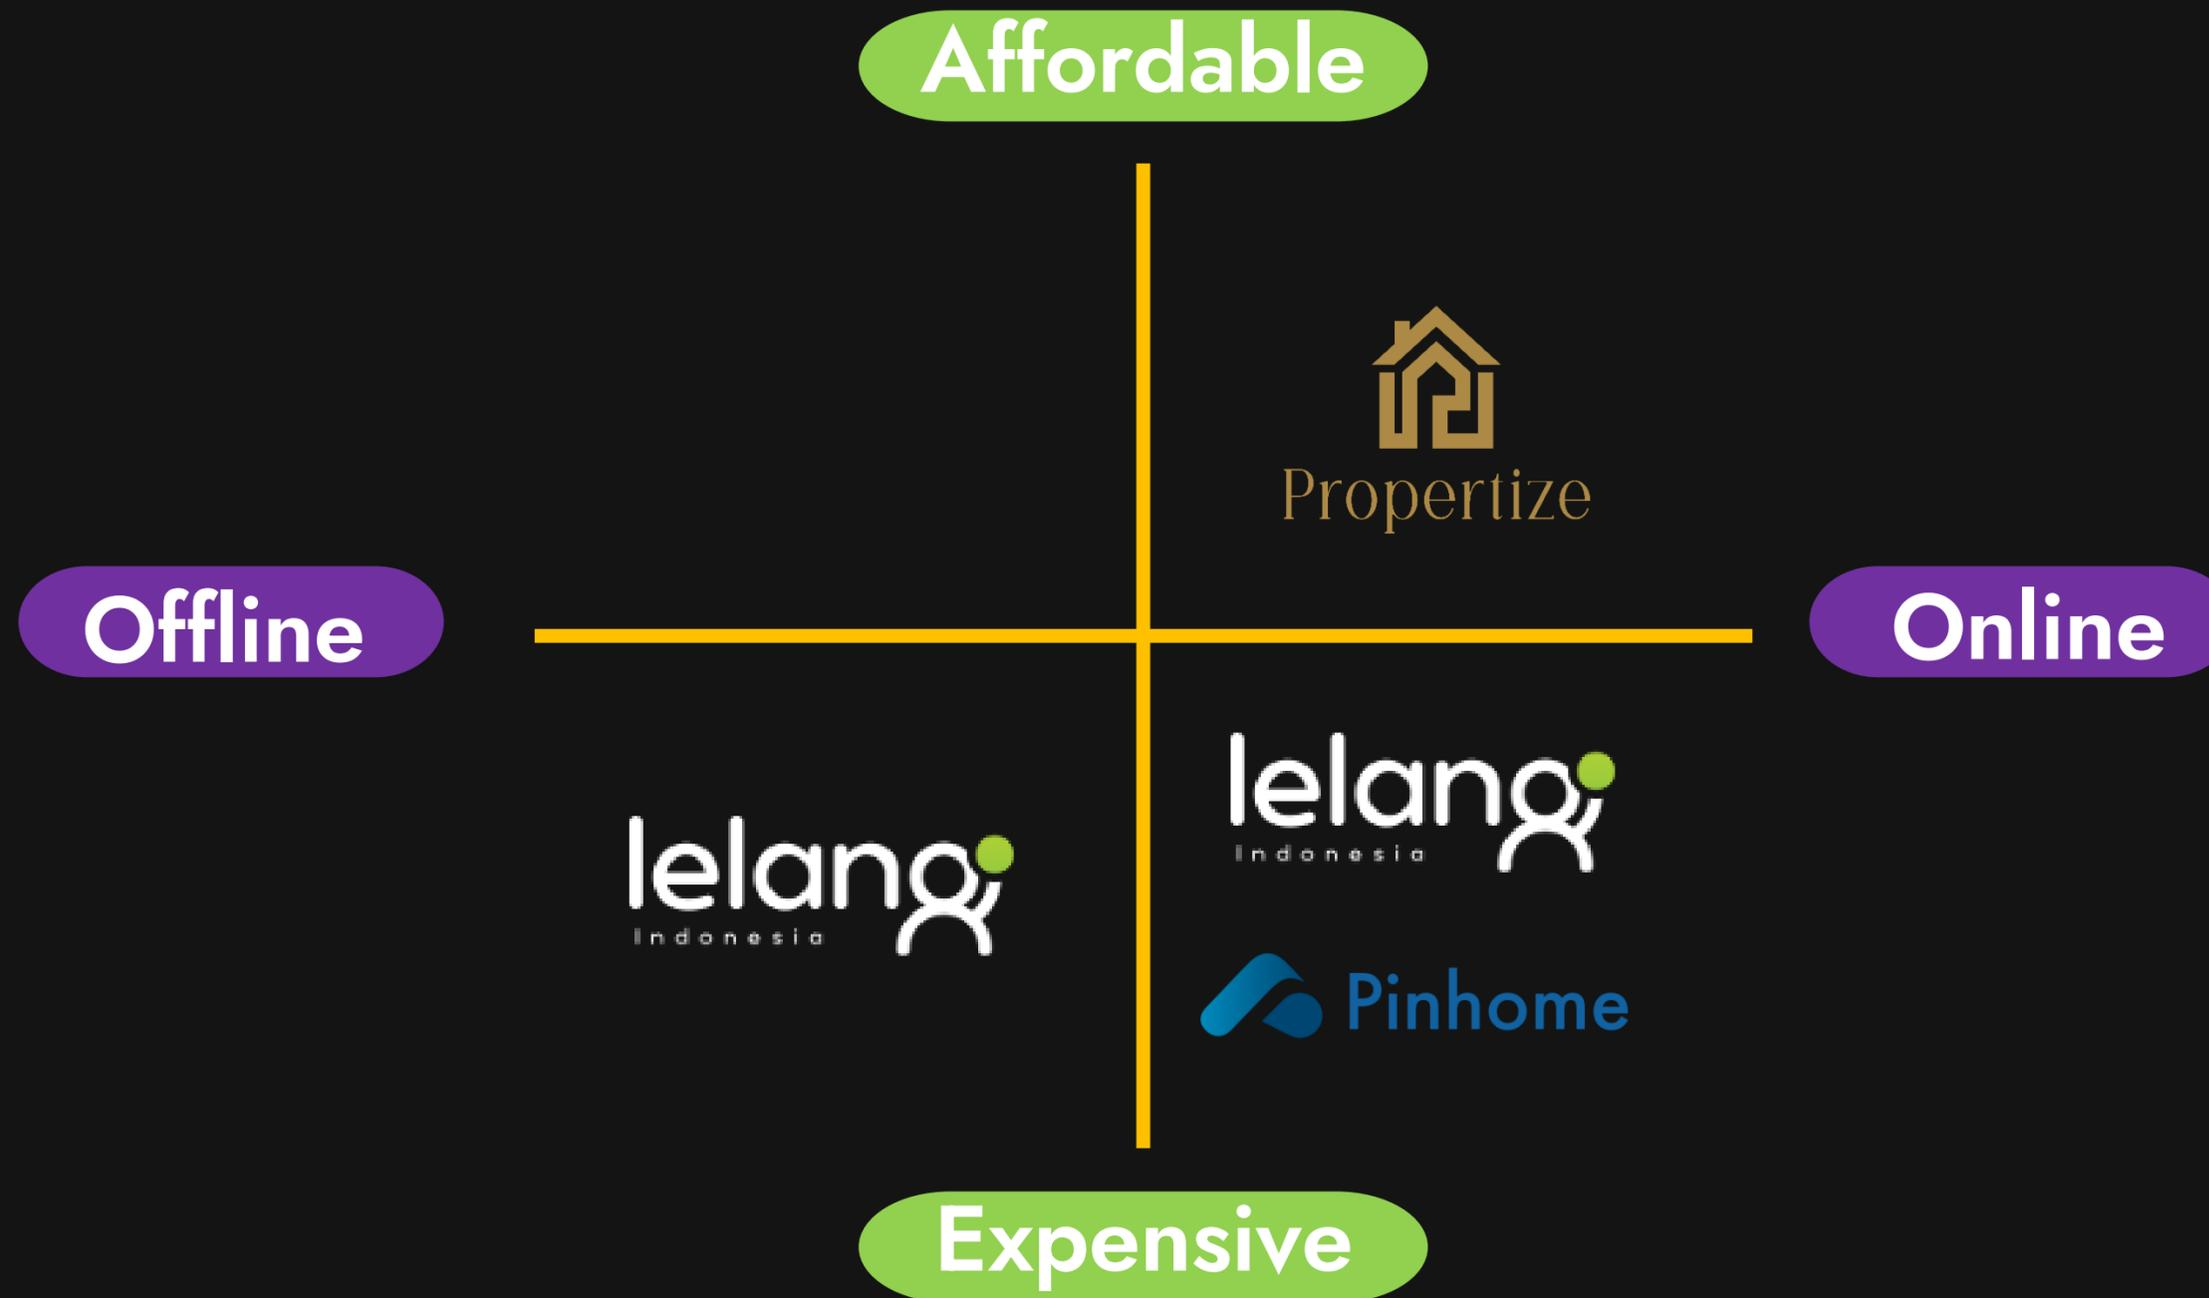 Affordable
Propertize
Offline
Online
lelang
Indonesia
lelang
Indonesia
Pinhome
Expensive